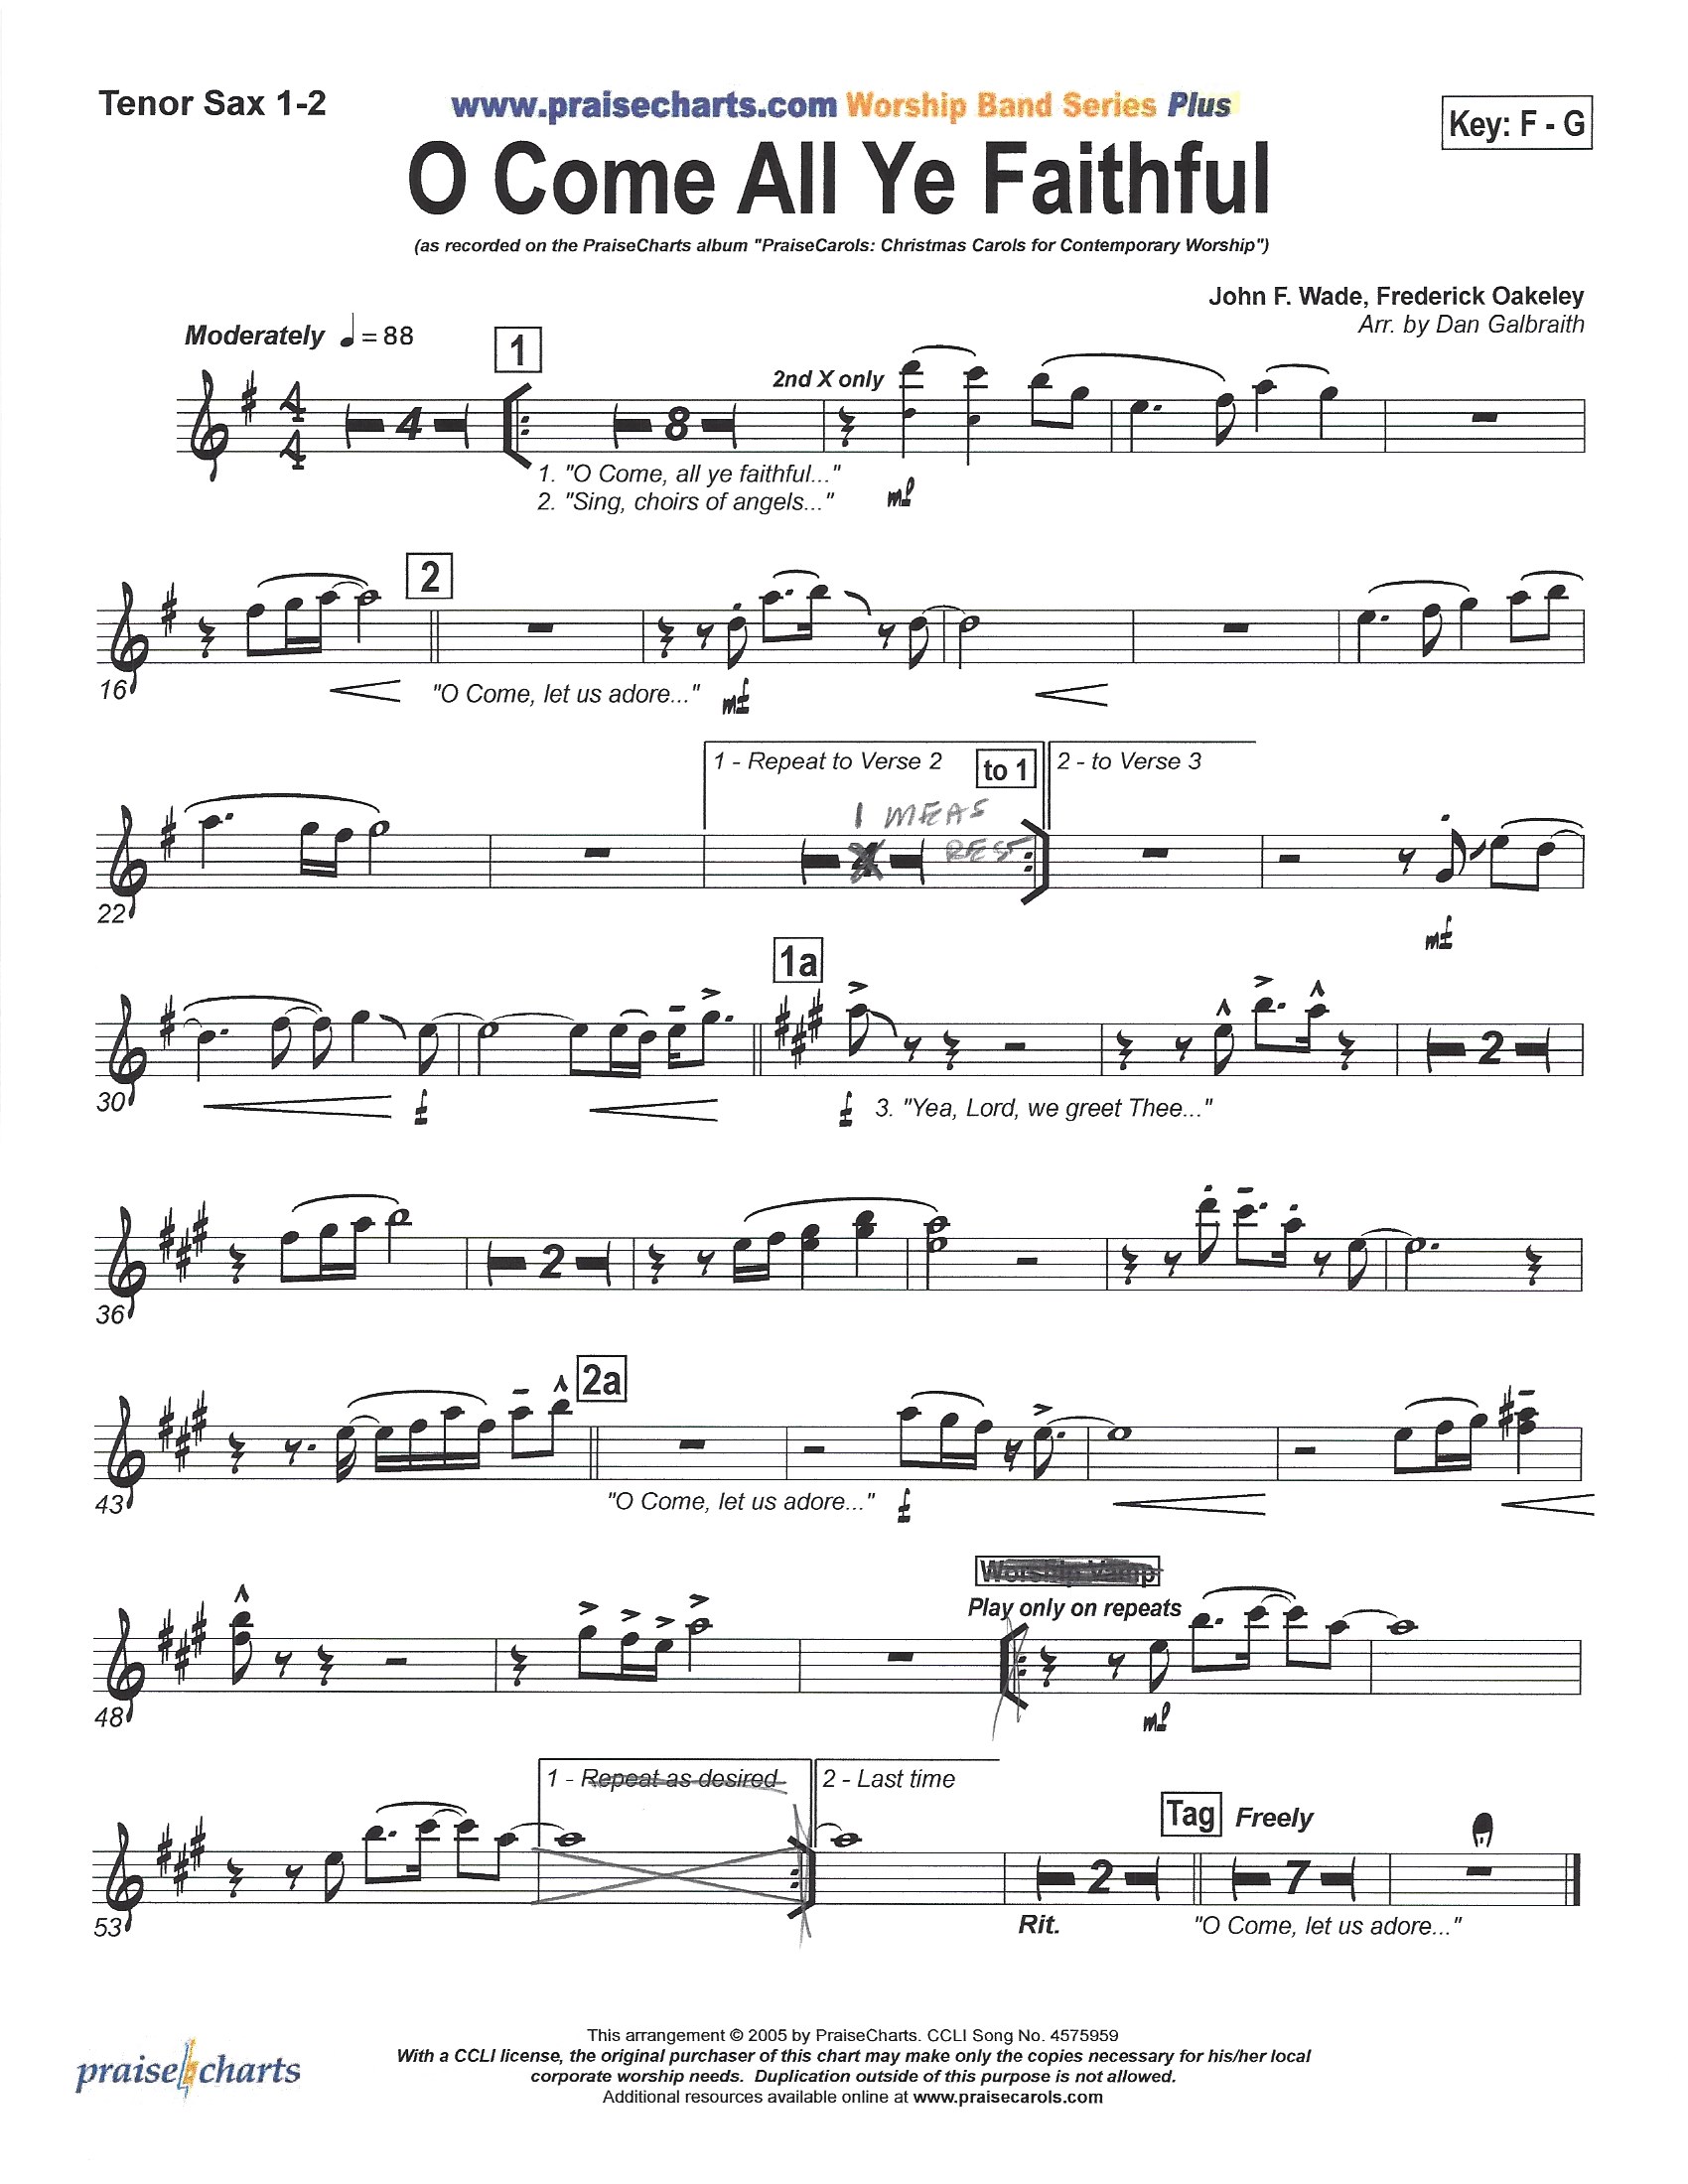 Tenor Sax 1-2
www.praisecharts.com Worship Band Series Plus
Key: F - G
O Come All Ye Faithful
(as recorded on the PraiseCharts album "PraiseCarols: Christmas Carols for Contemporary Worship")
John F. Wade, Frederick Oakeley
Arr. by Dan Galbraith
Moderately ♩ = 88
1
2nd X only
4
4
4
8
1. "O Come, all ye faithful..."
2. "Sing, choirs of angels..."
mf
2
16
"O Come, let us adore..."
mf
1 - Repeat to Verse 2
to 1
2 - to Verse 3
1 MEAS
REST
22
mf
1a
2
30
f
f
3. "Yea, Lord, we greet Thee..."
2
36
2a
43
"O Come, let us adore..."
f
Worship Vamp
Play only on repeats
48
mf
1 - Repeat as desired
2 - Last time
Tag
Freely
2
7
53
Rit.
"O Come, let us adore..."
praisecharts
This arrangement © 2005 by PraiseCharts. CCLI Song No. 4575959
With a CCLI license, the original purchaser of this chart may make only the copies necessary for his/her local
corporate worship needs. Duplication outside of this purpose is not allowed.
Additional resources available online at www.praisecarols.com